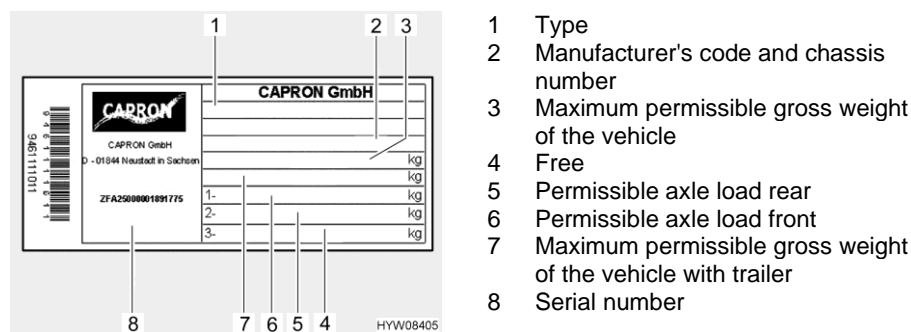 1 2 3
CAPRON GmbH
CAPRON
CAPRON GmbH
D - 01844 Neustadt in Sachsen
ZFA25000001891775
9461111011
9461111011
kg
kg
1- kg
2- kg
3- kg
8 7 6 5 4
HYW08405
1 Type
2 Manufacturer's code and chassis
number
3 Maximum permissible gross weight
of the vehicle
4 Free
5 Permissible axle load rear
6 Permissible axle load front
7 Maximum permissible gross weight
of the vehicle with trailer
8 Serial number